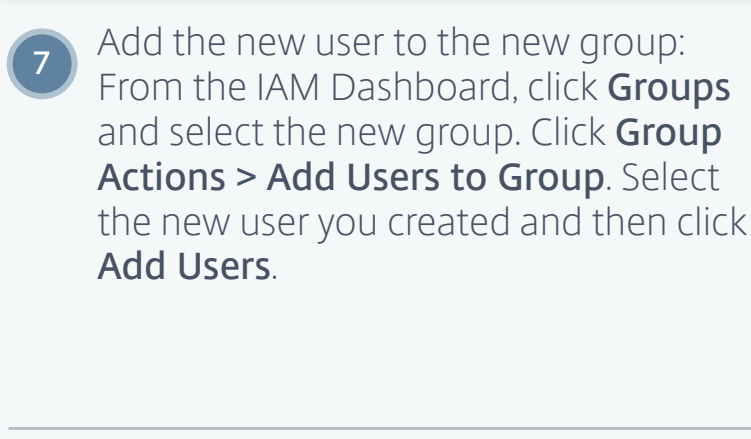 7
Add the new user to the new group:
From the IAM Dashboard, click Groups
and select the new group. Click Group
Actions > Add Users to Group. Select
the new user you created and then click
Add Users.